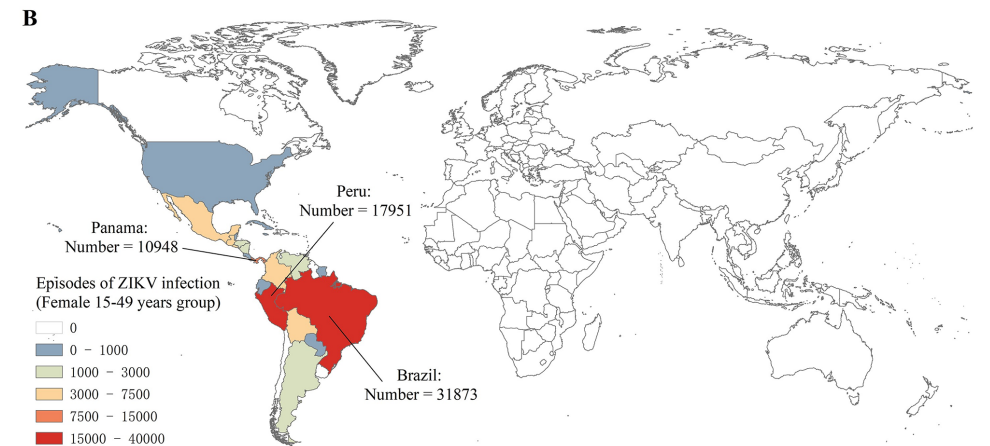 B
Peru:
Number = 17951
Panama:
Number = 10948
Episodes of ZIKV infection
(Female 15-49 years group)
0
0 - 1000
1000 - 3000
3000 - 7500
7500 - 15000
15000 - 40000
Brazil:
Number = 31873